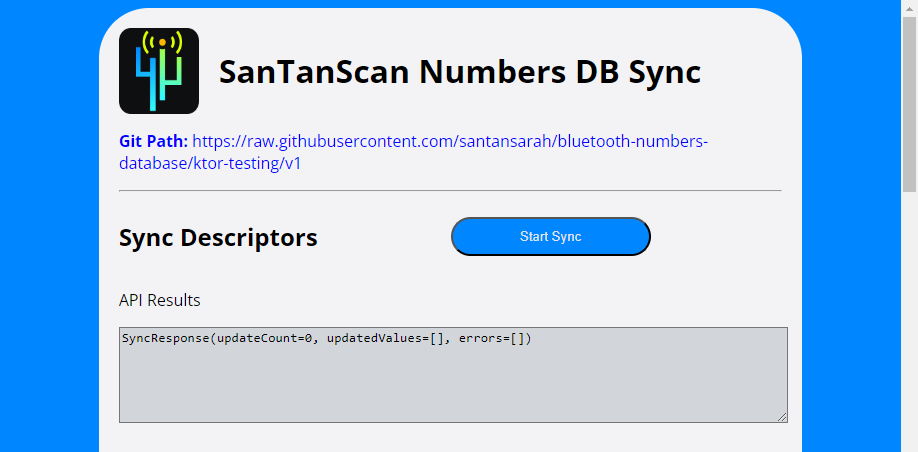 SanTanScan Numbers DB Sync
Git Path: https://raw.githubusercontent.com/santansarah/bluetooth-numbers-
database/ktor-testing/v1
Sync Descriptors
Start Sync
API Results
SyncResponse(updateCount=0, updatedValues=[], errors=[])